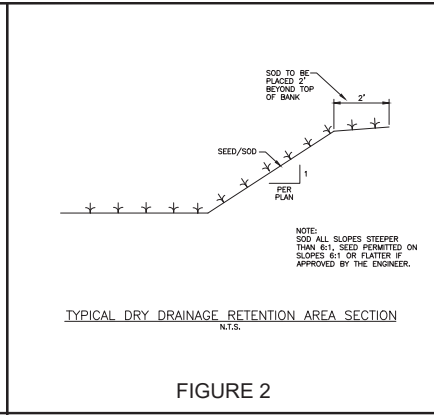 SOD TO BE
PLACED 2'
BEYOND TOP
OF BANK
2'
SEED/SOD
1
PER
PLAN
NOTE:
SOD ALL SLOPES STEEPER
THAN 6:1, SEED PERMITTED ON
SLOPES 6:1 OR FLATTER IF
APPROVED BY THE ENGINEER.
TYPICAL DRY DRAINAGE RETENTION AREA SECTION
N.T.S.
FIGURE 2